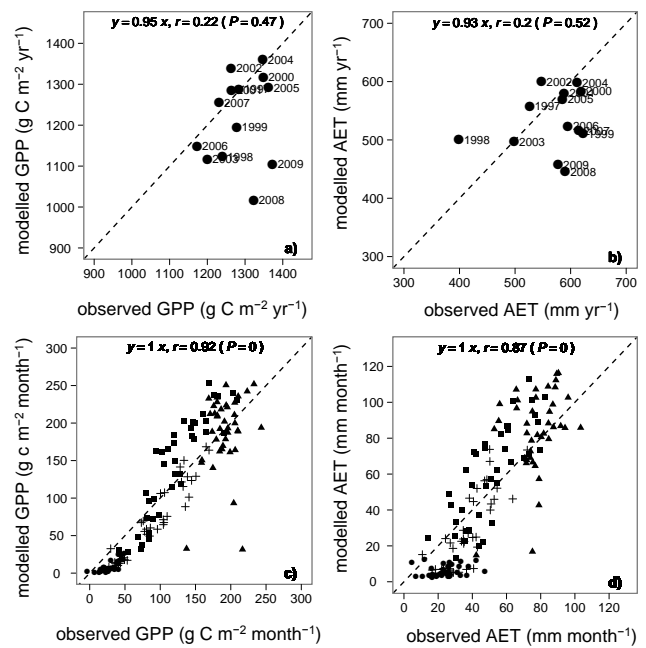 y = 0.95 x, r = 0.22 ( P = 0.47)
modelled GPP (g C m⁻² yr⁻¹)
1400
1300
1200
1100
1000
900
2004
2002
2000
2005
2007
1999
2006
2003
1998
2009
2008
a)
900 1000 1100 1200 1300 1400
observed GPP (g C m⁻² yr⁻¹)
y = 0.93 x, r = 0.2 ( P = 0.52)
modelled AET (mm yr⁻¹)
700
600
500
400
300
2002
2004
2000
2005
1997
2006
1999
1998
2003
2009
2008
b)
300 400 500 600 700
observed AET (mm yr⁻¹)
y = 1 x, r = 0.92 ( P = 0)
modelled GPP (g c m⁻² month⁻¹)
300
250
200
150
100
50
0
c)
0 50 100 150 200 250 300
observed GPP (g C m⁻² month⁻¹)
y = 1 x, r = 0.87 ( P = 0)
modelled AET (mm month⁻¹)
120
100
80
60
40
20
0
d)
0 20 40 60 80 100 120
observed AET (mm month⁻¹)